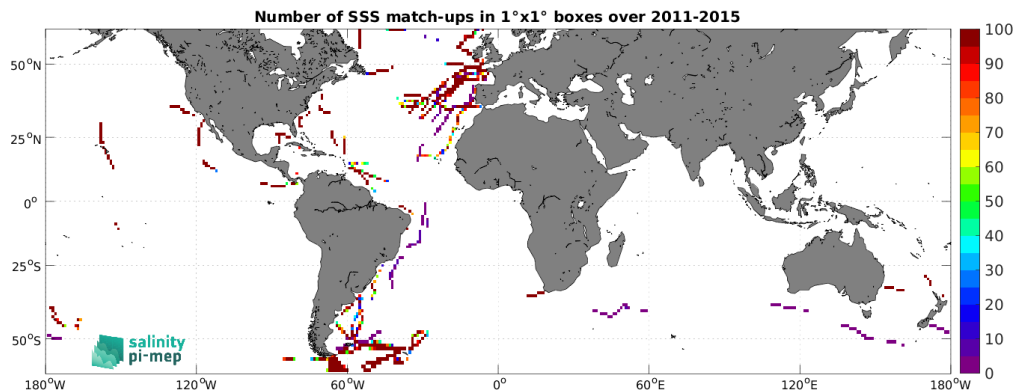 Number of SSS match-ups in 1°x1° boxes over 2011-2015
50°N
25°N
0°
25°S
50°S
180°W 120°W 60°W 0° 60°E 120°E 180°W
100
90
80
70
60
50
40
30
20
10
0
salinity
pi-mep